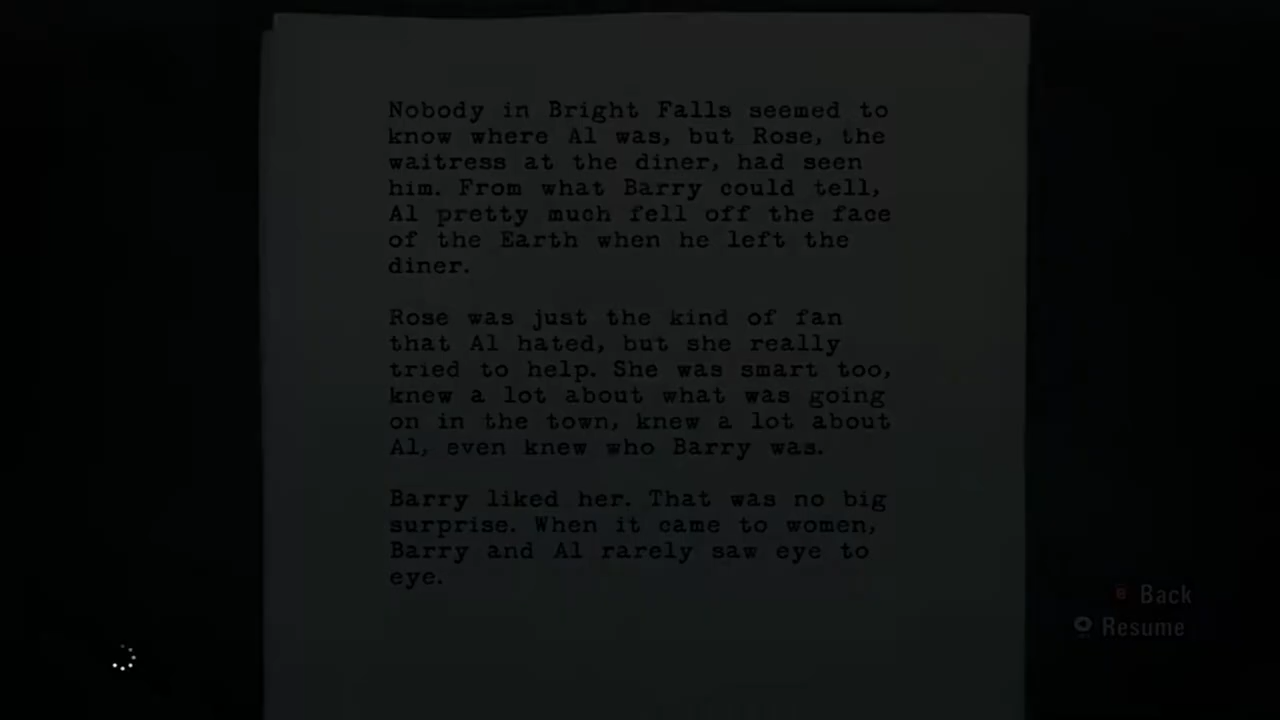 Nobody in Bright Falls seemed to
know where Al was, but Rose, the
waitress at the diner, had seen
him. From what Barry could tell,
Al pretty much fell off the face
of the Earth when he left the
diner.
Rose was just the kind of fan
that Al hated, but she really
tried to help. She was smart too,
knew a lot about what was going
on in the town, knew a lot about
Al, even knew who Barry was.
Barry liked her. That was no big
surprise. When it came to women,
Barry and Al rarely saw eye to
eye.
B Back
Resume